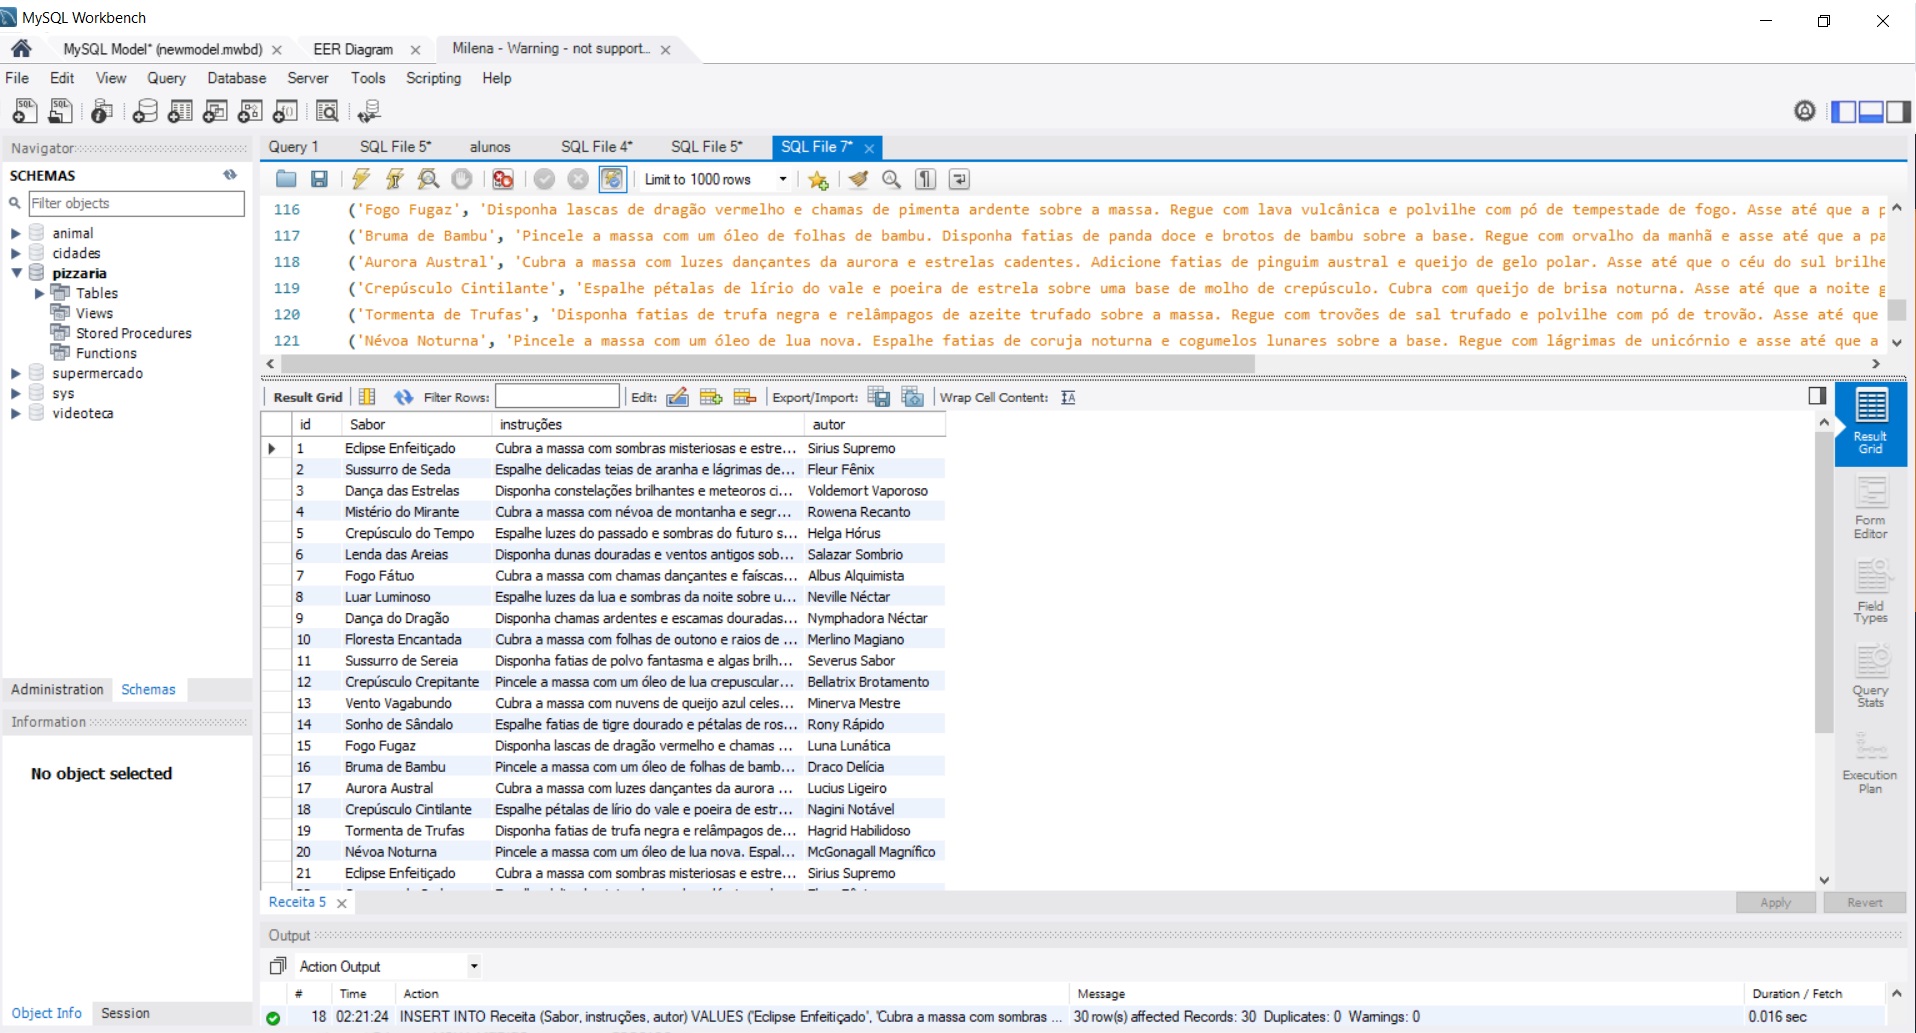 MySQL Workbench
MySQL Model* (newmodel.mwbd) EER Diagram Milena - Warning - not support...
File Edit View Query Database Server Tools Scripting Help
Navigator
SCHEMAS
Filter objects
animal
cidades
pizzaria
Tables
Views
Stored Procedures
Functions
supermercado
sys
videoteca
Administration Schemas
Information
No object selected
Object Info Session
Query 1 SQL File 5* alunos SQL File 4* SQL File 5* SQL File 7*
Limit to 1000 rows
116 ('Fogo Fugaz', 'Disponha lascas de dragão vermelho e chamas de pimenta ardente sobre a massa. Regue com lava vulcânica e polvilhe com pó de tempestade de fogo. Asse até que a p
117 ('Bruma de Bambu', 'Pincele a massa com um óleo de folhas de bambu. Disponha fatias de panda doce e brotos de bambu sobre a base. Regue com orvalho da manhã e asse até que a pa
118 ('Aurora Austral', 'Cubra a massa com luzes dançantes da aurora e estrelas cadentes. Adicione fatias de pinguim austral e queijo de gelo polar. Asse até que o céu do sul brilhe
119 ('Crepúsculo Cintilante', 'Espalhe pétalas de lírio do vale e poeira de estrela sobre uma base de molho de crepúsculo. Cubra com queijo de brisa noturna. Asse até que a noite g
120 ('Tormenta de Trufas', 'Disponha fatias de trufa negra e relâmpagos de azeite trufado sobre a massa. Regue com trovões de sal trufado e polvilhe com pó de trovão. Asse até que
121 ('Névoa Noturna', 'Pincele a massa com um óleo de lua nova. Espalhe fatias de coruja noturna e cogumelos lunares sobre a base. Regue com lágrimas de unicórnio e asse até que a
Result Grid Filter Rows: Edit: Export/Import: Wrap Cell Content:
id Sabor instruções autor
1 Eclipse Enfeitiçado Cubra a massa com sombras misteriosas e estre... Sirius Supremo
2 Sussurro de Seda Espalhe delicadas teias de aranha e lágrimas de... Fleur Fênix
3 Dança das Estrelas Disponha constelações brilhantes e meteoros ci... Voldemort Vaporoso
4 Mistério do Mirante Cubra a massa com névoa de montanha e segr... Rowena Recanto
5 Crepúsculo do Tempo Espalhe luzes do passado e sombras do futuro s... Helga Hórus
6 Lenda das Areias Disponha dunas douradas e ventos antigos sob... Salazar Sombrio
7 Fogo Fátuo Cubra a massa com chamas dançantes e faíscas... Albus Alquimista
8 Luar Luminoso Espalhe luzes da lua e sombras da noite sobre u... Neville Néctar
9 Dança do Dragão Disponha chamas ardentes e escamas douradas... Nymphadora Néctar
10 Floresta Encantada Cubra a massa com folhas de outono e raios de ... Merlino Magiano
11 Sussurro de Sereia Disponha fatias de polvo fantasma e algas brilh... Severus Sabor
12 Crepúsculo Crepitante Pincele a massa com um óleo de lua crepuscular... Bellatrix Brotamento
13 Vento Vagabundo Cubra a massa com nuvens de queijo azul celes... Minerva Mestre
14 Sonho de Sândalo Espalhe fatias de tigre dourado e pétalas de ros... Rony Rápido
15 Fogo Fugaz Disponha lascas de dragão vermelho e chamas ... Luna Lunática
16 Bruma de Bambu Pincele a massa com um óleo de folhas de bamb... Draco Delícia
17 Aurora Austral Cubra a massa com luzes dançantes da aurora ... Lucius Ligeiro
18 Crepúsculo Cintilante Espalhe pétalas de lírio do vale e poeira de estr... Nagini Notável
19 Tormenta de Trufas Disponha fatias de trufa negra e relâmpagos de... Hagrid Habilidoso
20 Névoa Noturna Pincele a massa com um óleo de lua nova. Espal... McGonagall Magnífico
21 Eclipse Enfeitiçado Cubra a massa com sombras misteriosas e estre... Sirius Supremo
Result Grid
Form Editor
Field Types
Query Stats
Execution Plan
Receita 5 Apply Revert
Output
Action Output
# Time Action Message Duration / Fetch
18 02:21:24 INSERT INTO Receita (Sabor, instruções, autor) VALUES ('Eclipse Enfeitiçado', 'Cubra a massa com sombras ... 30 row(s) affected Records: 30 Duplicates: 0 Warnings: 0 0.016 sec